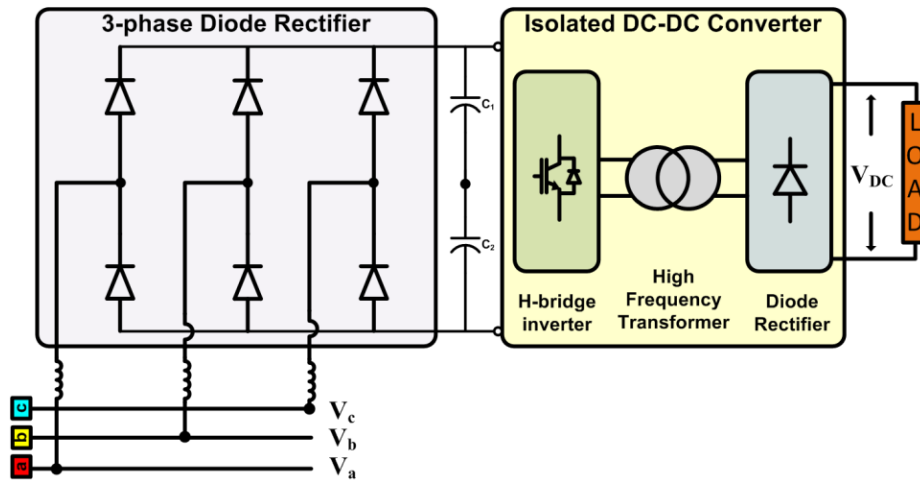 3-phase Diode Rectifier
Isolated DC-DC Converter
C1
C2
H-bridge
inverter
High
Frequency
Transformer
Diode
Rectifier
VDC
LOAD
c
Vc
b
Vb
a
Va